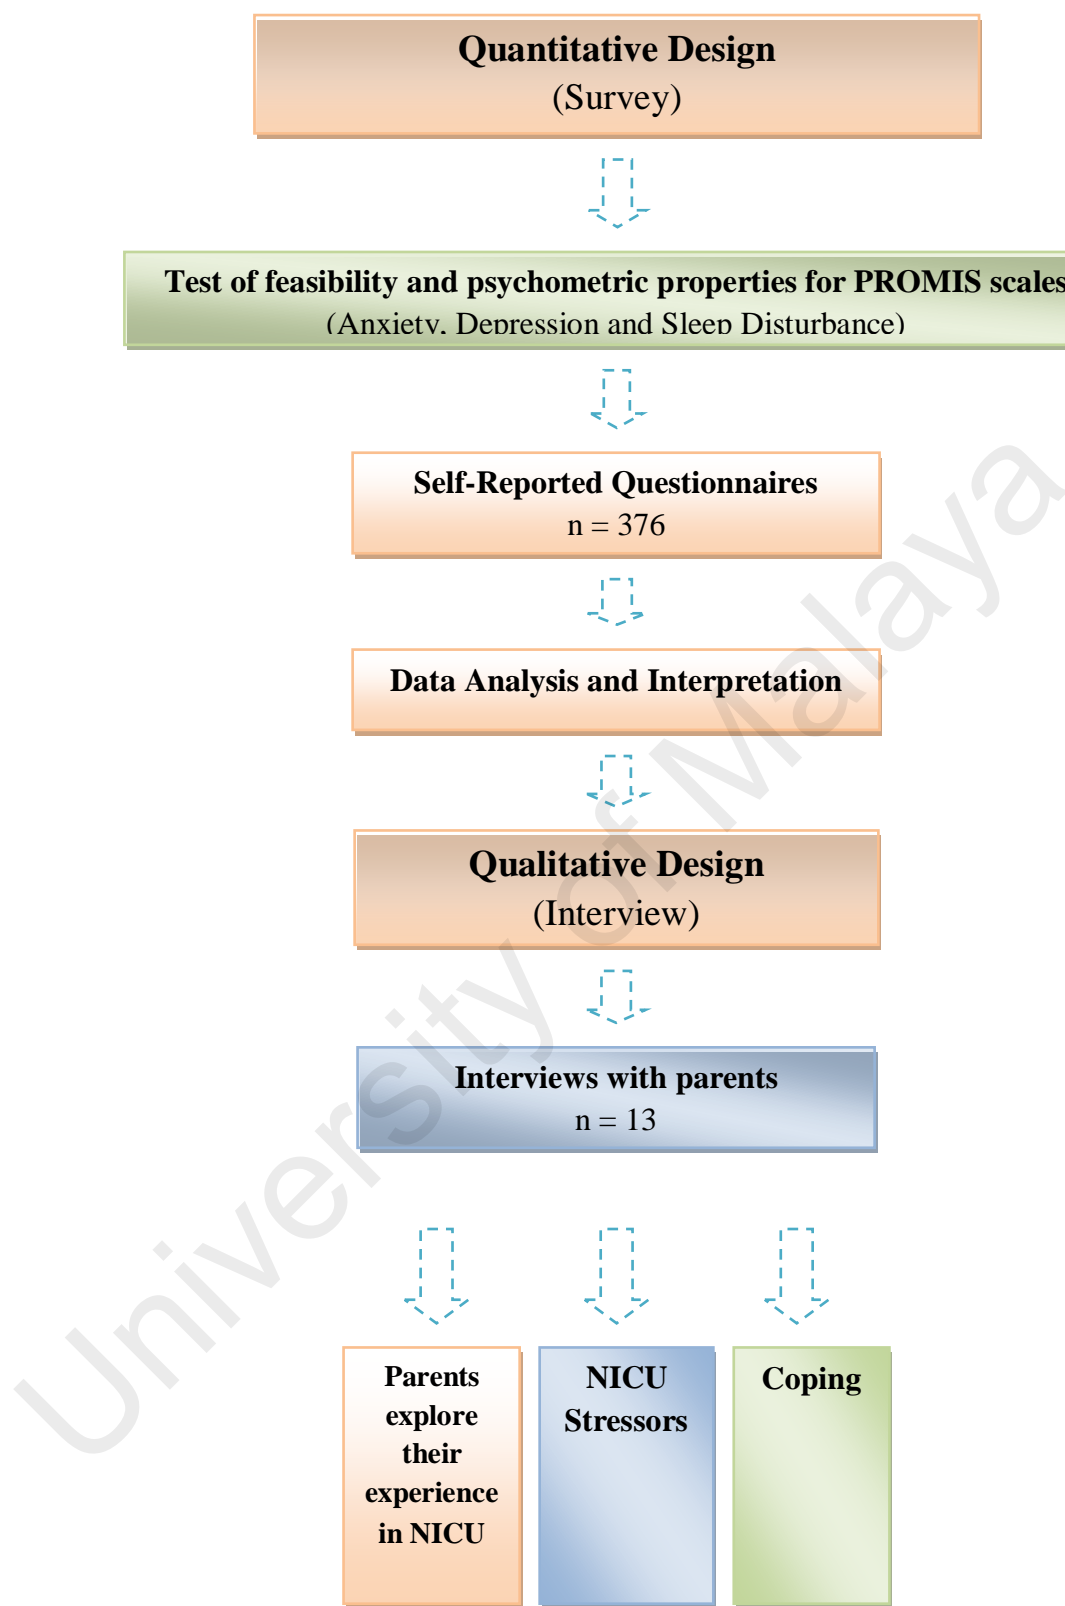 Quantitative Design
(Survey)
Test of feasibility and psychometric properties for PROMIS scales
(Anxiety, Depression and Sleep Disturbance)
Self-Reported Questionnaires
n = 376
Data Analysis and Interpretation
Qualitative Design
(Interview)
Interviews with parents
n = 13
Parents
explore
their
experience
in NICU
NICU
Stressors
Coping
University of Malaya